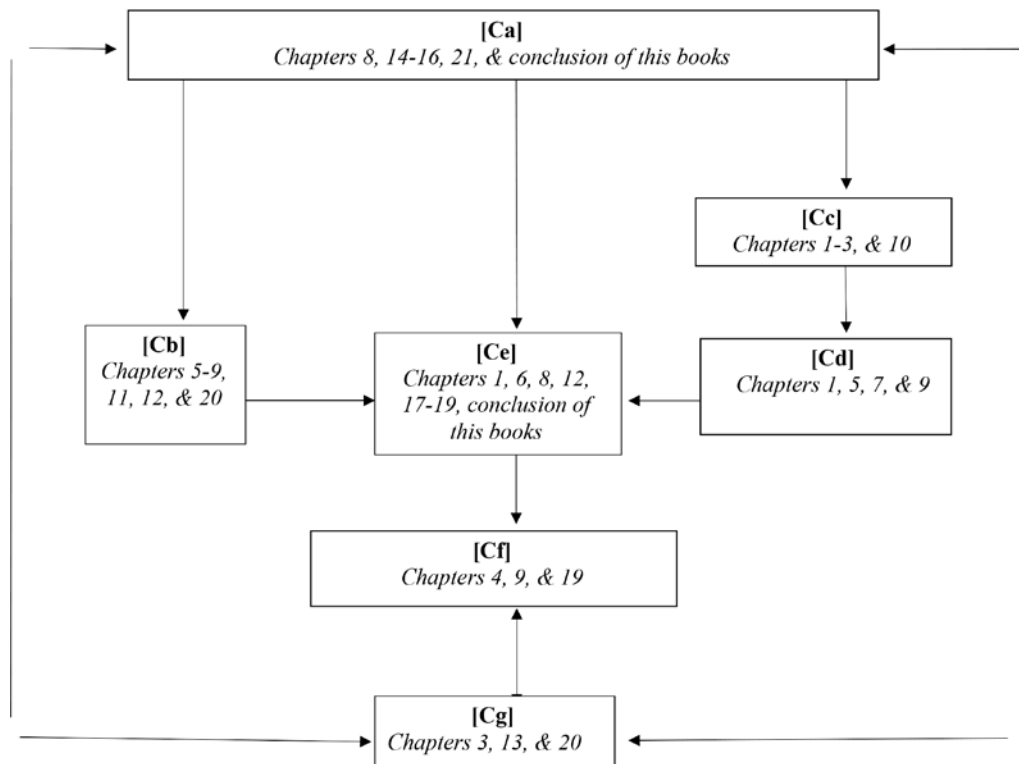 [Ca]
Chapters 8, 14-16, 21, & conclusion of this books
[Cc]
Chapters 1-3, & 10
[Cb]
Chapters 5-9,
11, 12, & 20
[Ce]
Chapters 1, 6, 8, 12,
17-19, conclusion of
this books
[Cd]
Chapters 1, 5, 7, & 9
[Cf]
Chapters 4, 9, & 19
[Cg]
Chapters 3, 13, & 20